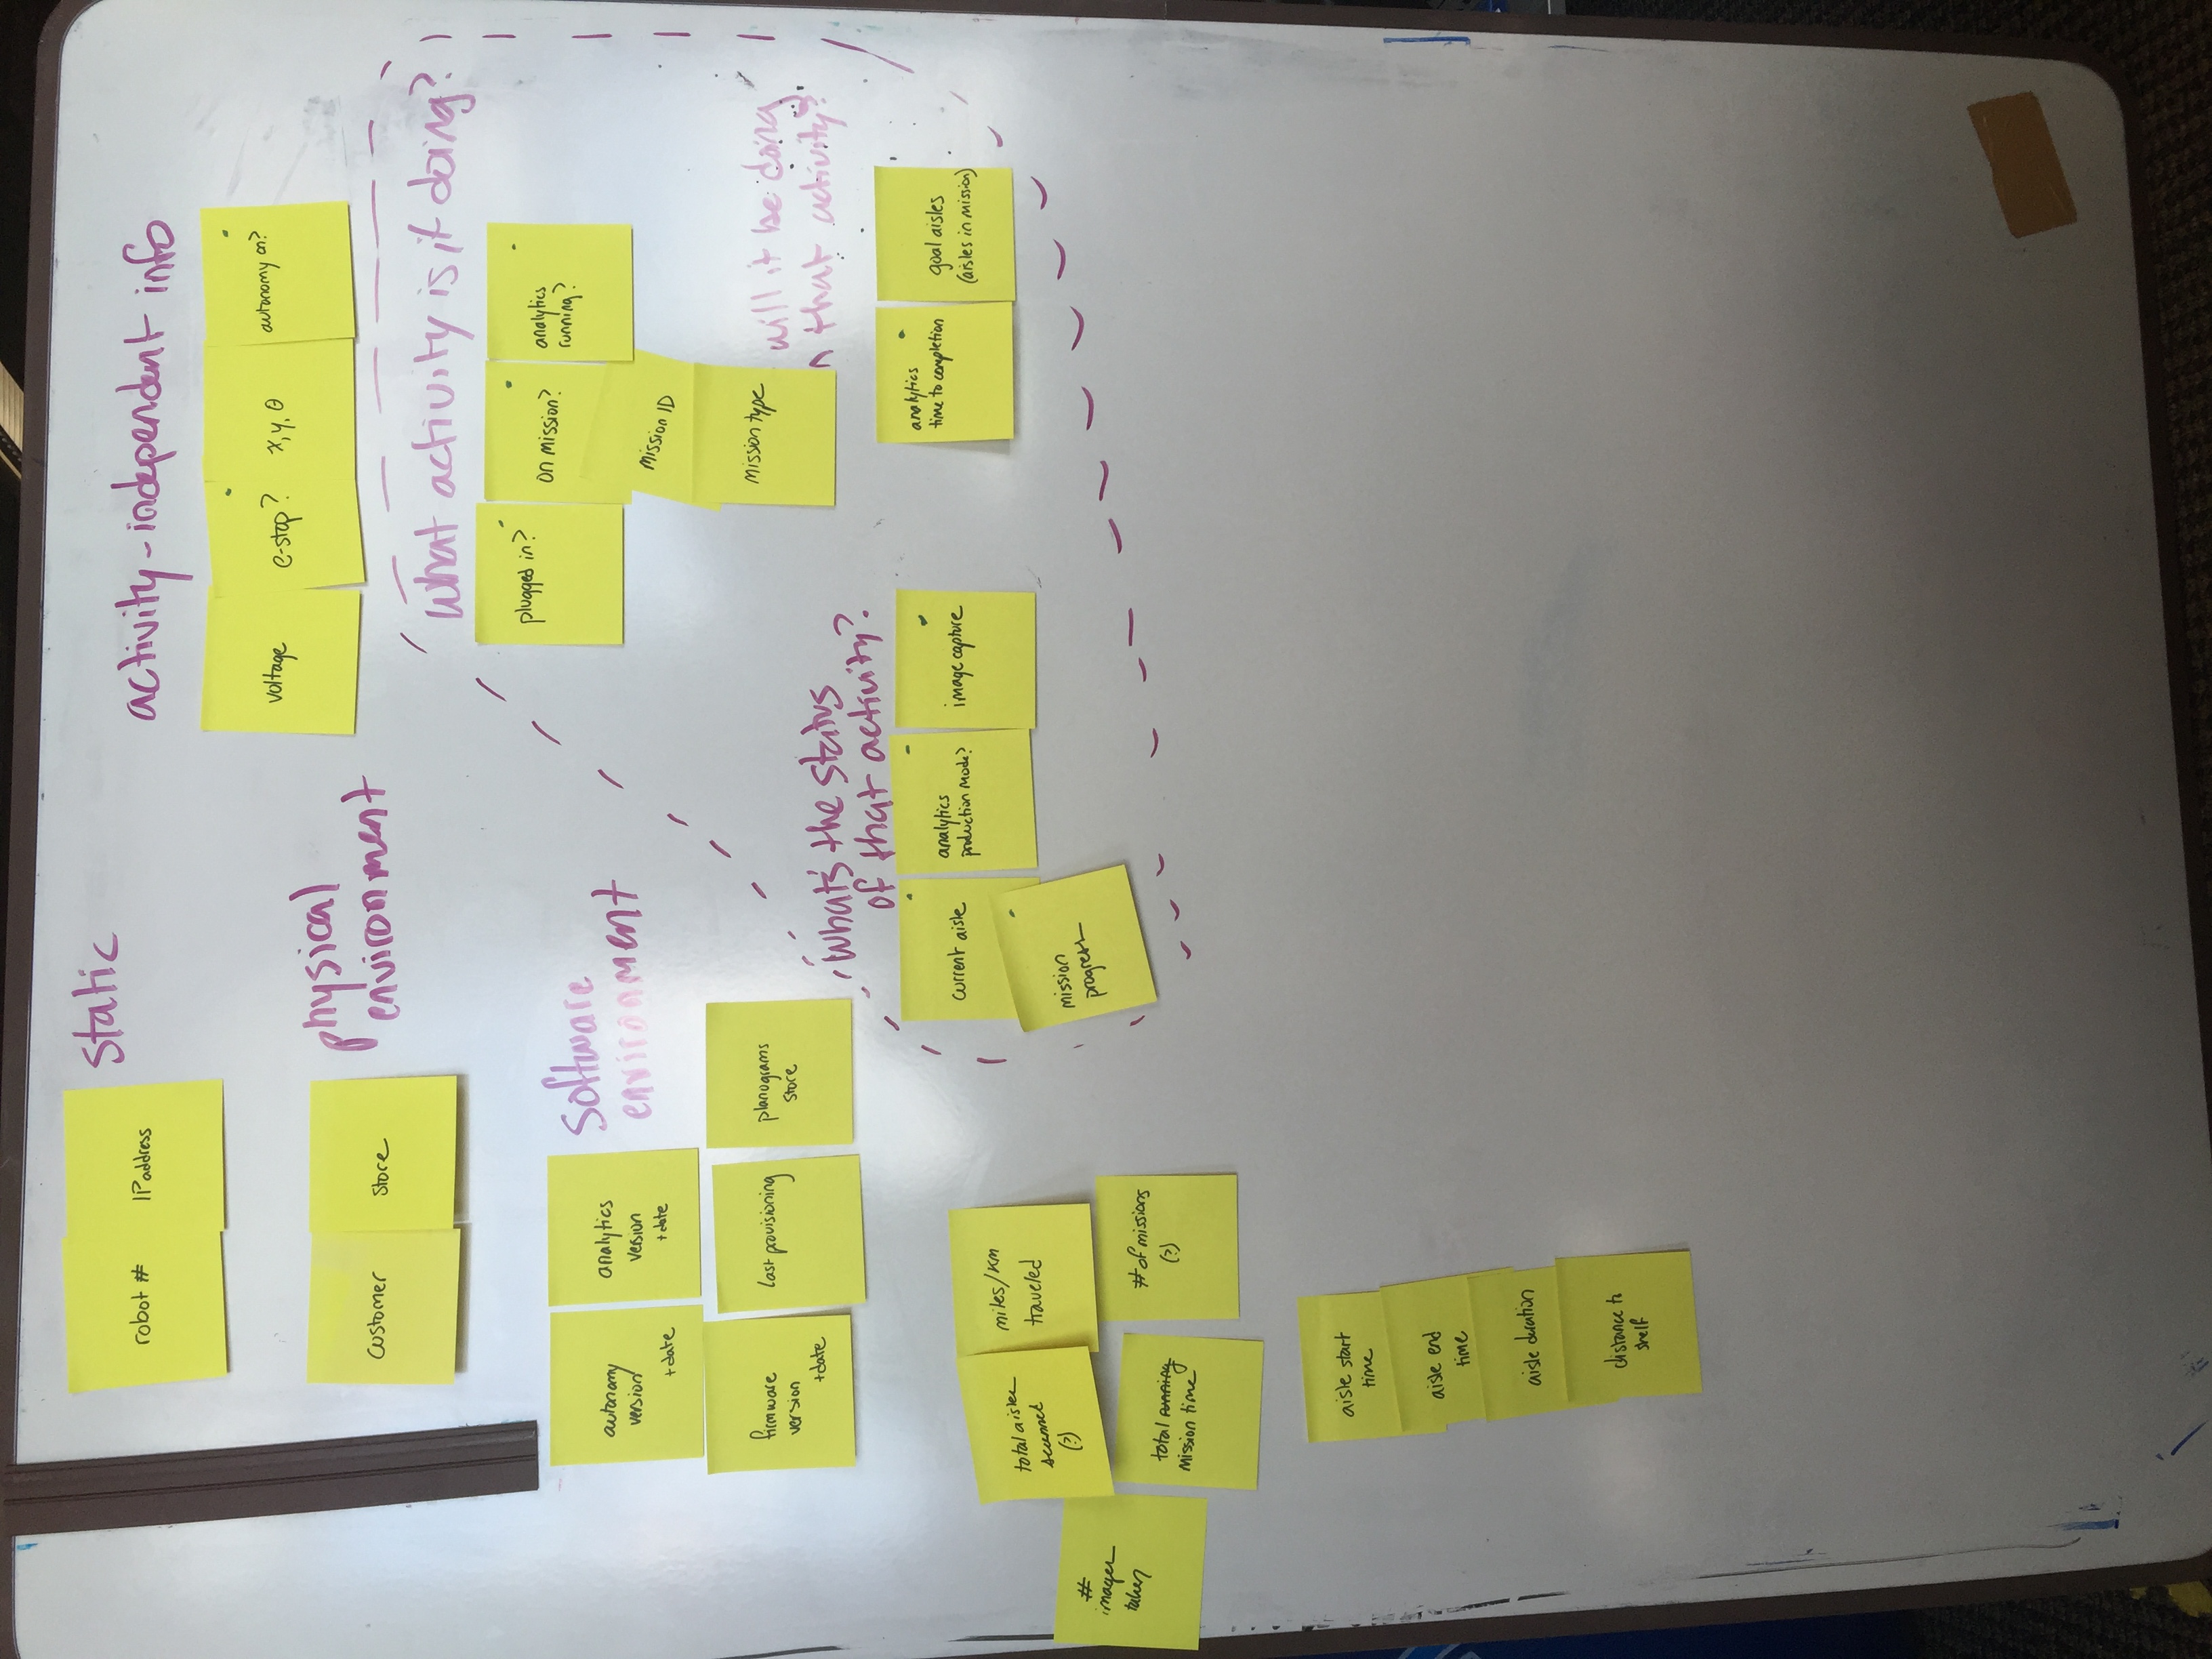 static
robot #
IP address
activity-independent info
voltage
e-stop?
x, y, θ
autonomy on?
physical
environment
customer
store
what activity is it doing?
plugged in?
on mission?
analytics
running?
mission ID
mission type
software
environment
autonomy
version
+date
analytics
version
+date
firmware
version
+date
last provisioning
planograms
store
will it be doing
that activity?
what's the status
of that activity?
current aisle
analytics
production mode?
image capture
mission
progress
analytics
time to completion
goal aisles
(aisles in mission)
total aisles
scanned
(?)
miles/km
traveled
#
images
taken
total running
mission time
# of missions
(?)
aisle start
time
aisle end
time
aisle duration
distance to
shelf